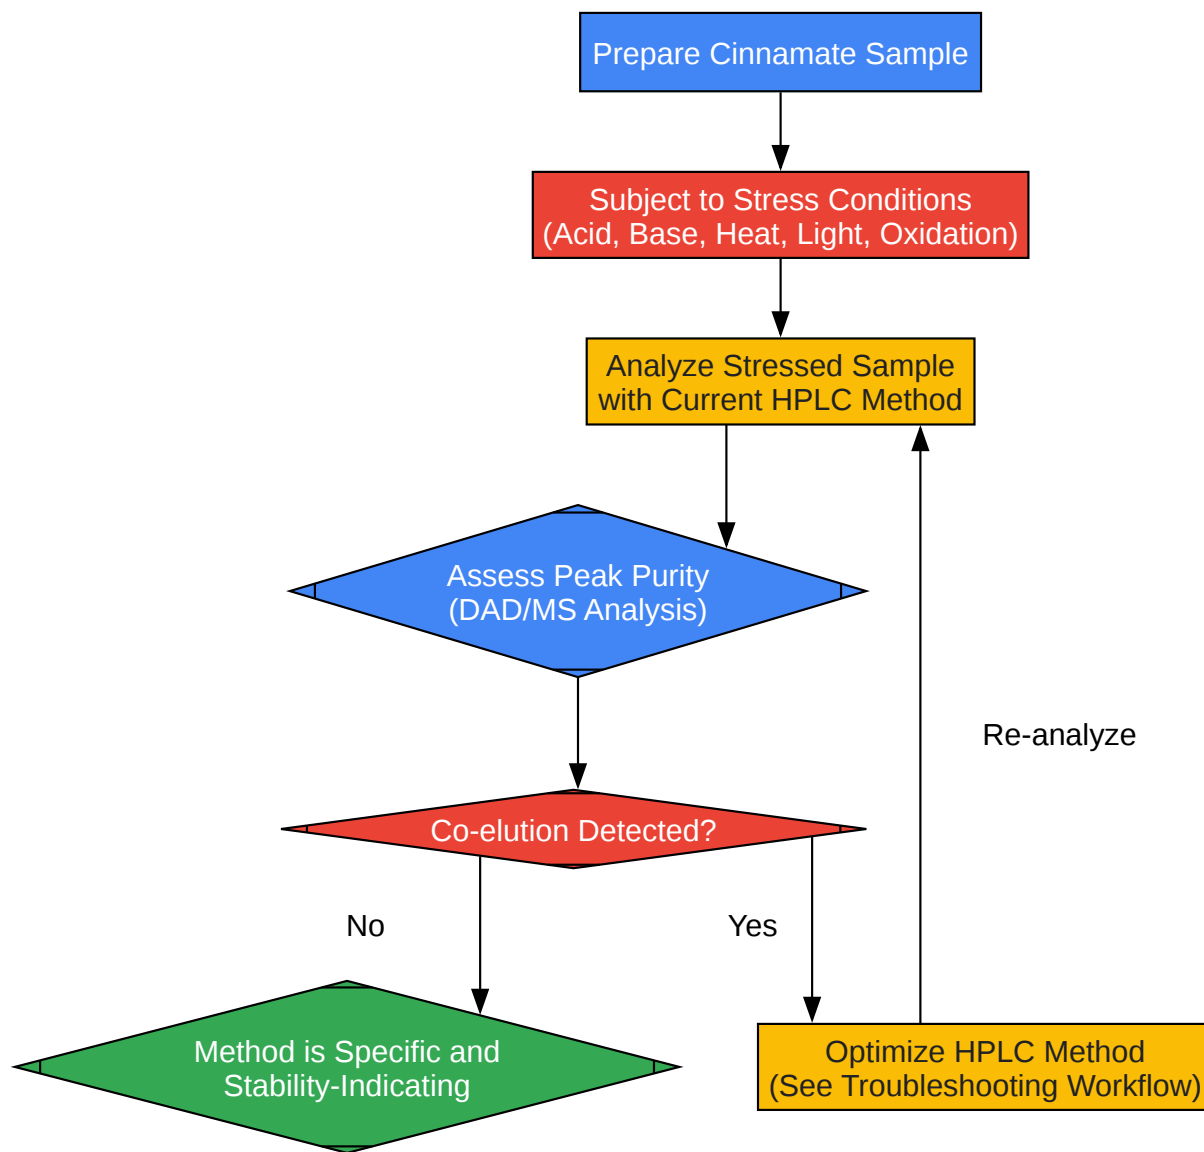 Prepare Cinnamate Sample
Subject to Stress Conditions
(Acid, Base, Heat, Light, Oxidation)
Analyze Stressed Sample
with Current HPLC Method
Assess Peak Purity
(DAD/MS Analysis)
Re-analyze
Co-elution Detected?
No
Yes
Method is Specific and
Stability-Indicating
Optimize HPLC Method
(See Troubleshooting Workflow)